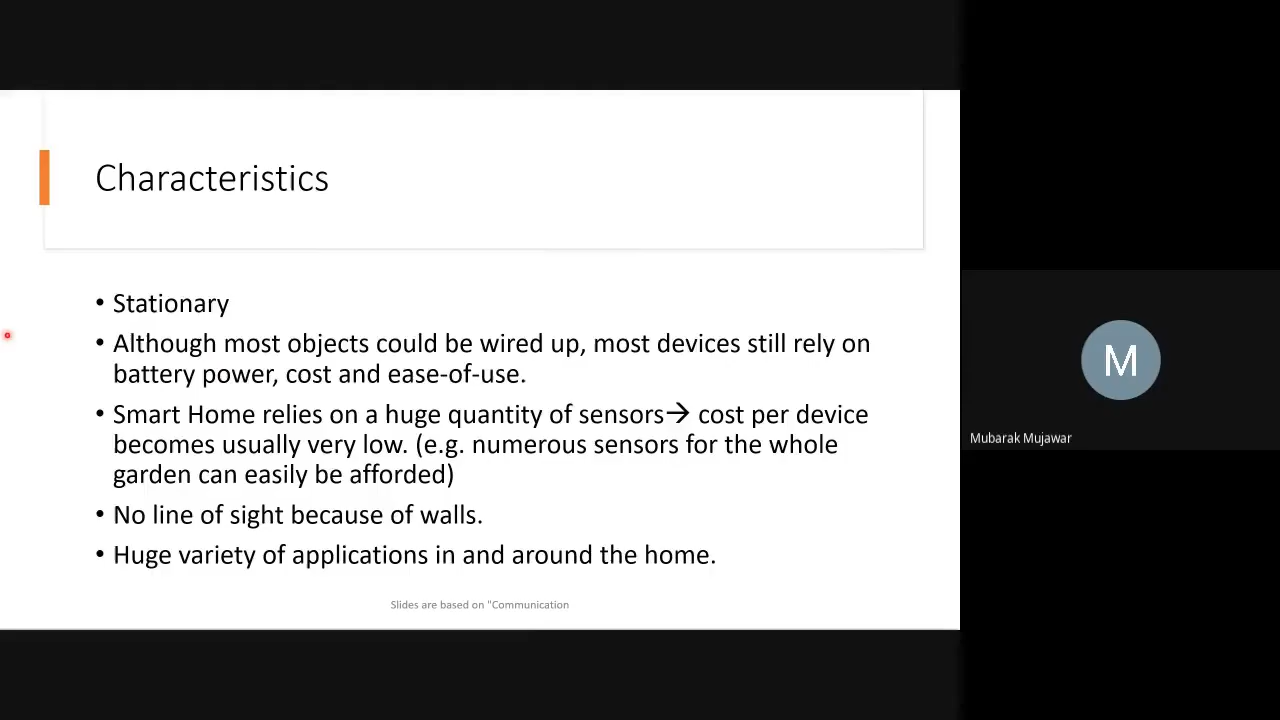 Characteristics
• Stationary
• Although most objects could be wired up, most devices still rely on
battery power, cost and ease-of-use.
• Smart Home relies on a huge quantity of sensors→ cost per device
becomes usually very low. (e.g. numerous sensors for the whole
garden can easily be afforded)
• No line of sight because of walls.
• Huge variety of applications in and around the home.
Slides are based on "Communication
M
Mubarak Mujawar